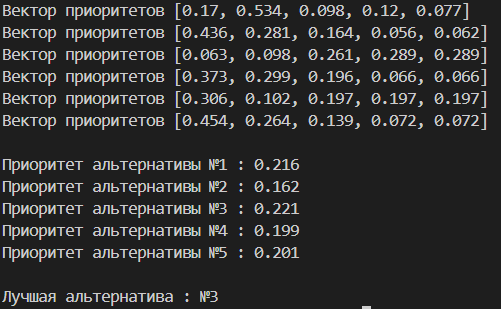 Вектор приоритетов [0.17, 0.534, 0.098, 0.12, 0.077]
Вектор приоритетов [0.436, 0.281, 0.164, 0.056, 0.062]
Вектор приоритетов [0.063, 0.098, 0.261, 0.289, 0.289]
Вектор приоритетов [0.373, 0.299, 0.196, 0.066, 0.066]
Вектор приоритетов [0.306, 0.102, 0.197, 0.197, 0.197]
Вектор приоритетов [0.454, 0.264, 0.139, 0.072, 0.072]
Приоритет альтернативы №1 : 0.216
Приоритет альтернативы №2 : 0.162
Приоритет альтернативы №3 : 0.221
Приоритет альтернативы №4 : 0.199
Приоритет альтернативы №5 : 0.201
Лучшая альтернатива : №3